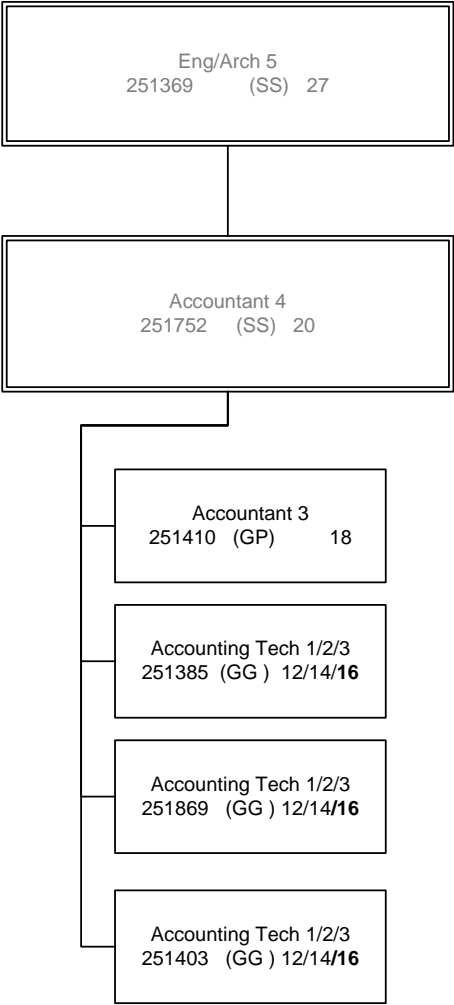 Eng/Arch 5
251369 (SS) 27
Accountant 4
251752 (SS) 20
Accountant 3
251410 (GP) 18
Accounting Tech 1/2/3
251385 (GG ) 12/14/16
Accounting Tech 1/2/3
251869 (GG ) 12/14/16
Accounting Tech 1/2/3
251403 (GG ) 12/14/16